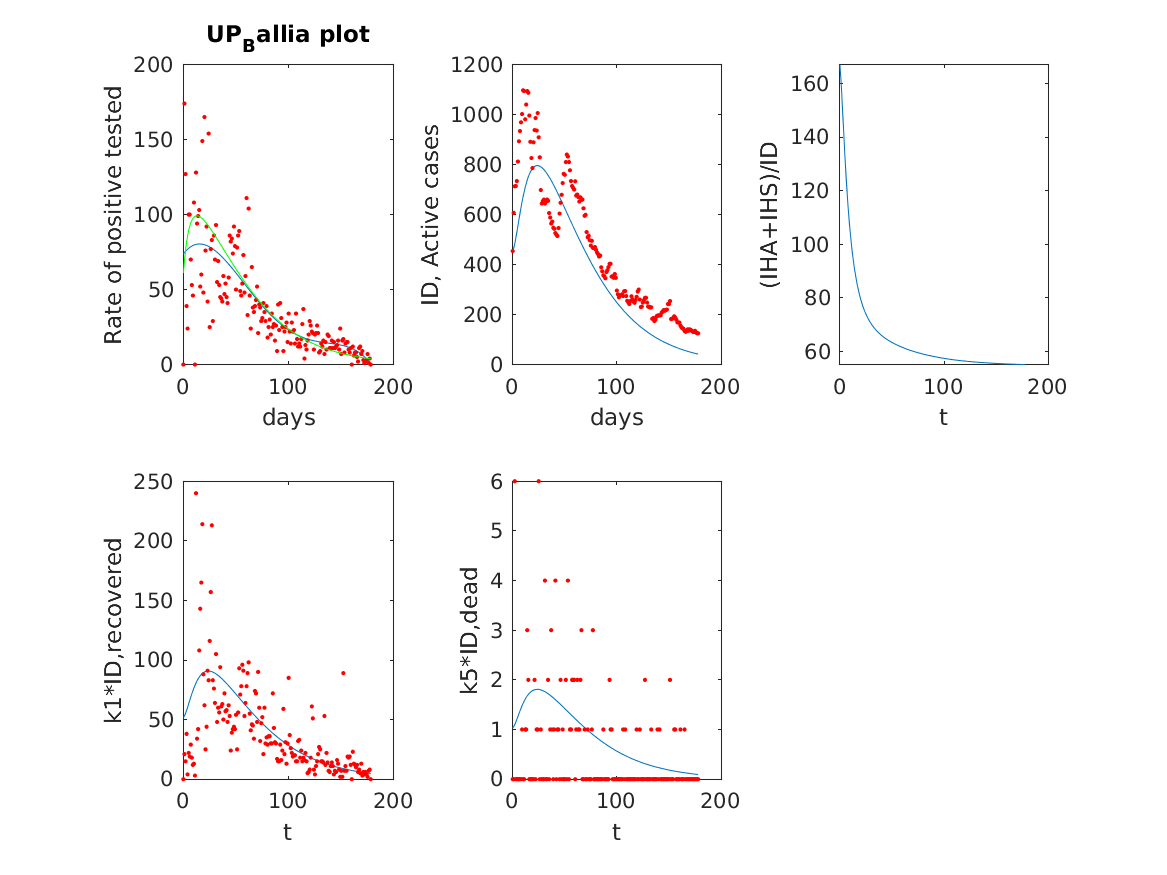 UP_Ballia plot
200
150
100
50
0
0 100 200
days
Rate of positive tested
1200
1000
800
600
400
200
0
0 100 200
days
ID, Active cases
160
140
120
100
80
60
0 100 200
t
(IHA+IHS)/ID
250
200
150
100
50
0
0 100 200
t
k1*ID,recovered
6
5
4
3
2
1
0
0 100 200
t
k5*ID,dead